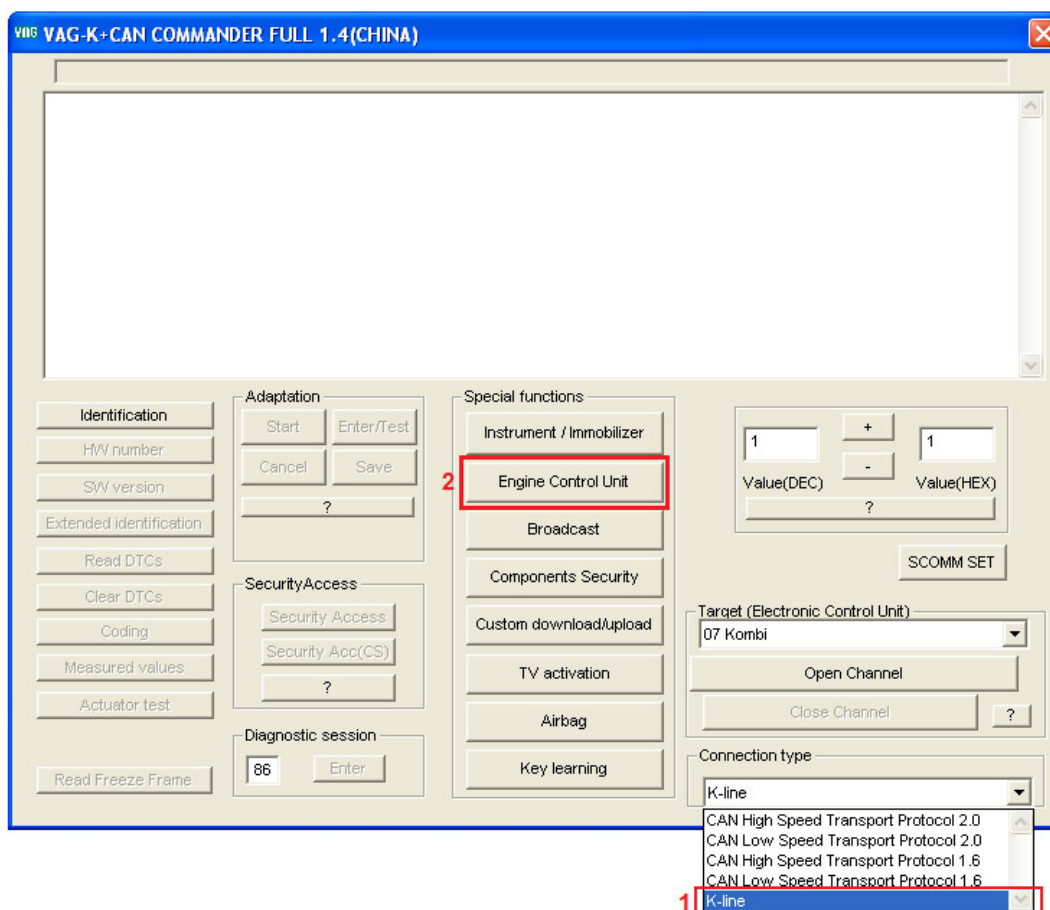 VAG VAG-K+CAN COMMANDER FULL 1.4(CHINA)
Identification
HW number
SW version
Extended identification
Read DTCs
Clear DTCs
Coding
Measured values
Actuator test
Read Freeze Frame
Adaptation
Start
Enter/Test
Cancel
Save
?
SecurityAccess
Security Access
Security Acc(CS)
?
Diagnostic session
86
Enter
Special functions
Instrument / Immobilizer
2
Engine Control Unit
Broadcast
Components Security
Custom download/upload
TV activation
Airbag
Key learning
1
+
1
Value(DEC)
-
Value(HEX)
?
SCOMM SET
Target (Electronic Control Unit)
07 Kombi
Open Channel
Close Channel
?
Connection type
K-line
CAN High Speed Transport Protocol 2.0
CAN Low Speed Transport Protocol 2.0
CAN High Speed Transport Protocol 1.6
CAN Low Speed Transport Protocol 1.6
1
K-line